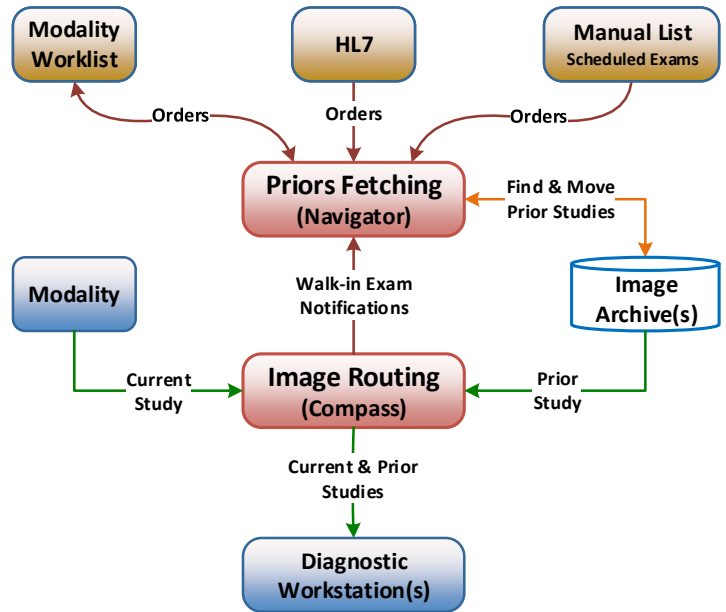 Modality
Worklist
HL7
Manual List
Scheduled Exams
Orders
Orders
Orders
Priors Fetching
(Navigator)
Find & Move
Prior Studies
Modality
Walk-in Exam
Notifications
Image
Archive(s)
Current
Study
Image Routing
(Compass)
Prior
Study
Current & Prior
Studies
Diagnostic
Workstation(s)